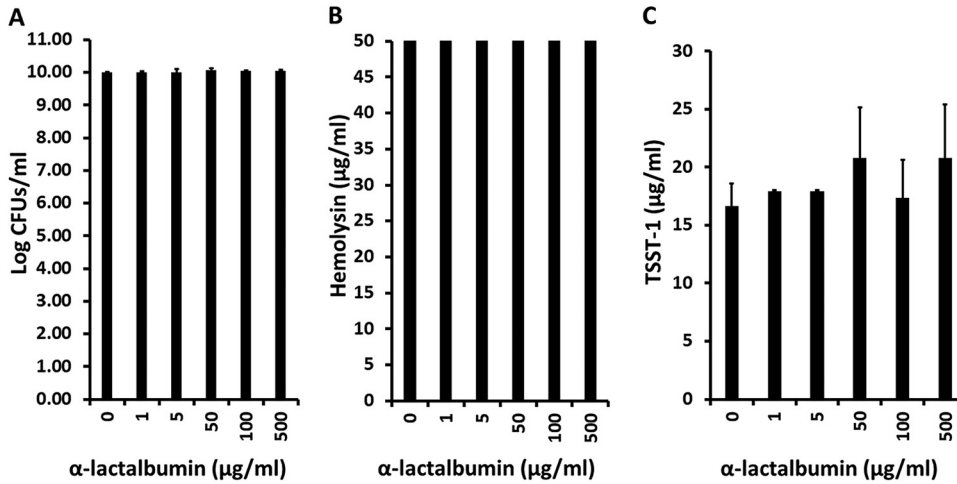 A
Log CFUs/ml
11.00
10.00
9.00
8.00
7.00
6.00
5.00
4.00
3.00
2.00
1.00
0.00
0 1 5 50 100 500
α-lactalbumin (μg/ml)
B
Hemolysin (μg/ml)
50
45
40
35
30
25
20
15
10
5
0
0 1 5 50 100 500
α-lactalbumin (μg/ml)
C
TSST-1 (μg/ml)
30
25
20
15
10
5
0
0 1 5 50 100 500
α-lactalbumin (μg/ml)